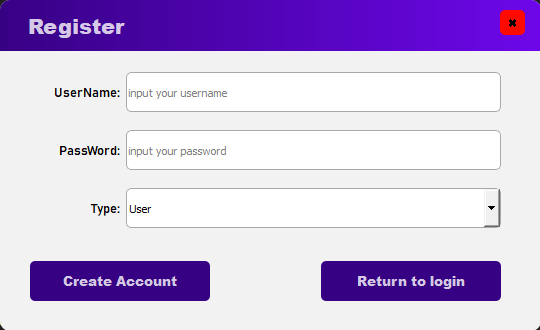 Register
UserName:
input your username
PassWord:
input your password
Type:
User
Create Account
Return to login